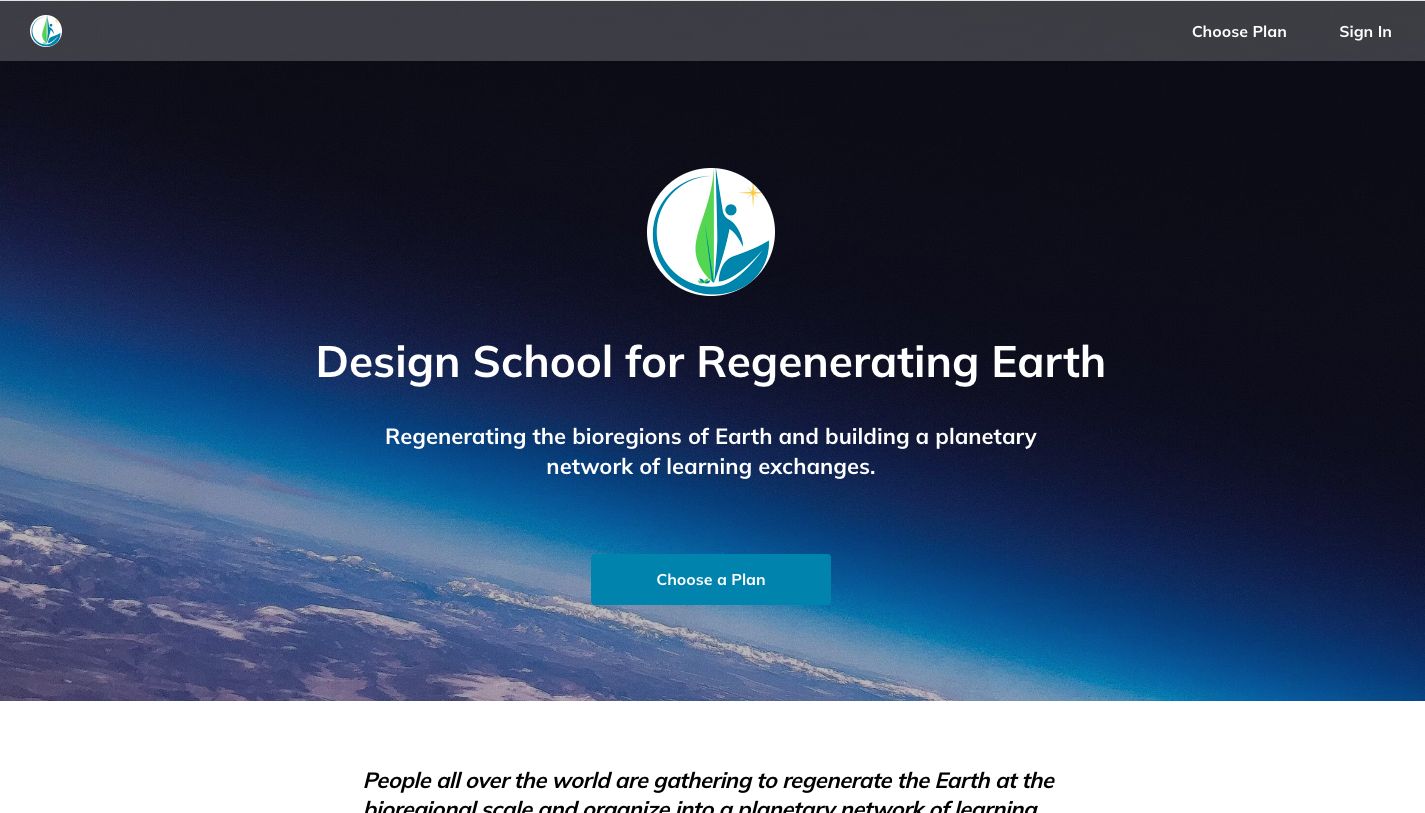 Choose Plan
Sign In
Design School for Regenerating Earth
Regenerating the bioregions of Earth and building a planetary
network of learning exchanges.
Choose a Plan
People all over the world are gathering to regenerate the Earth at the
bioregional scale and organize into a planetary network of learning